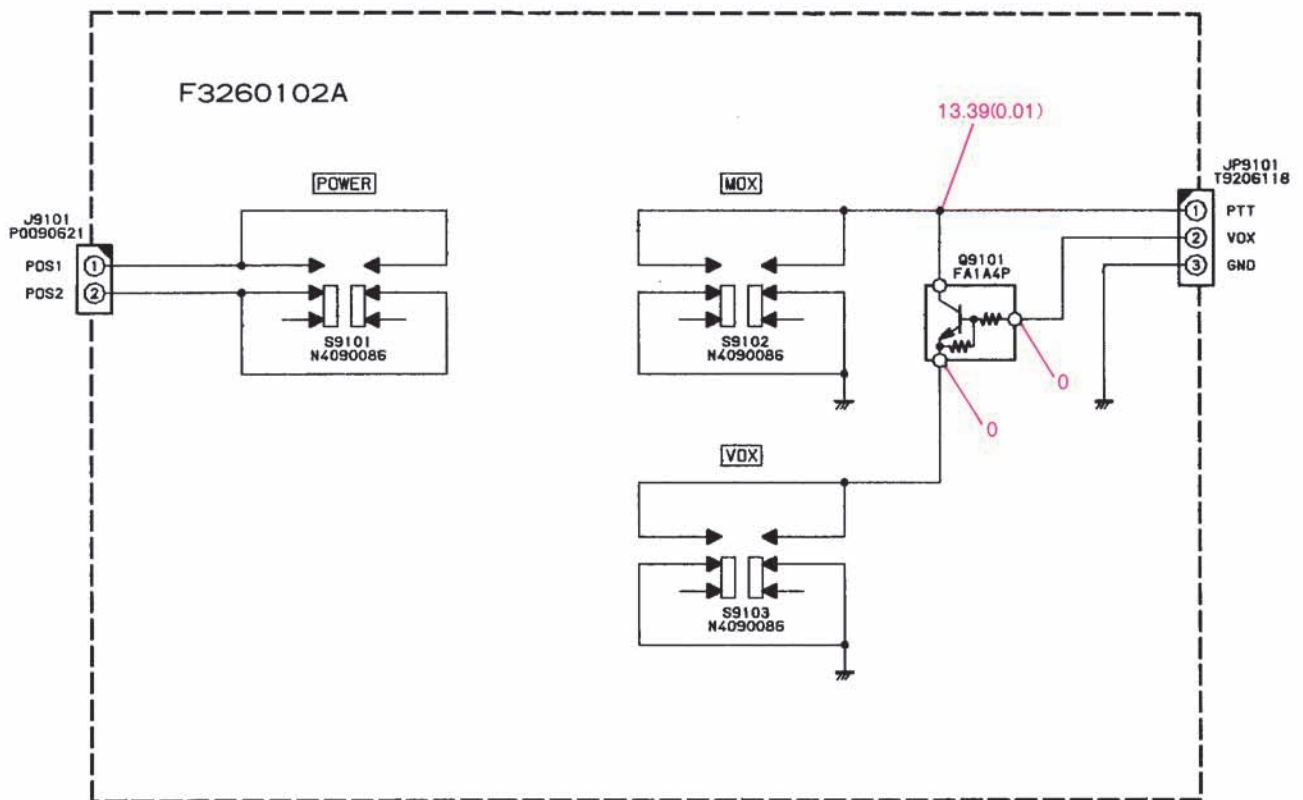 F3260102A
13.39(0.01)
POWER
MOX
JP9101
T9206118
J9101
P0090621
POS1
1
POS2
2
1
PTT
2
VOX
3
GND
Q9101
FA1A4P
S9101
N4090086
S9102
N4090086
0
0
VOX
S9103
N4090086